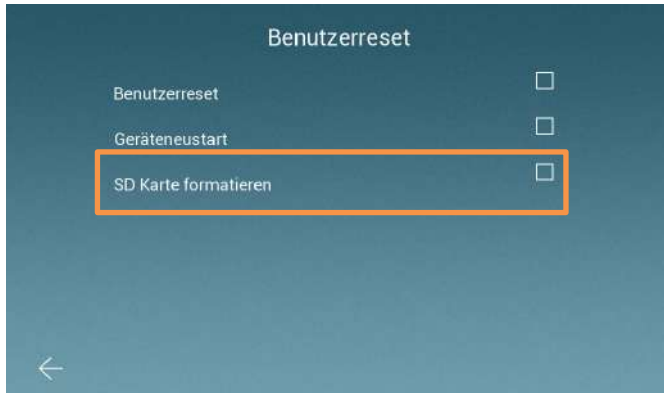 Benutzerreset
Benutzerreset
Geräteneustart
SD Karte formatieren